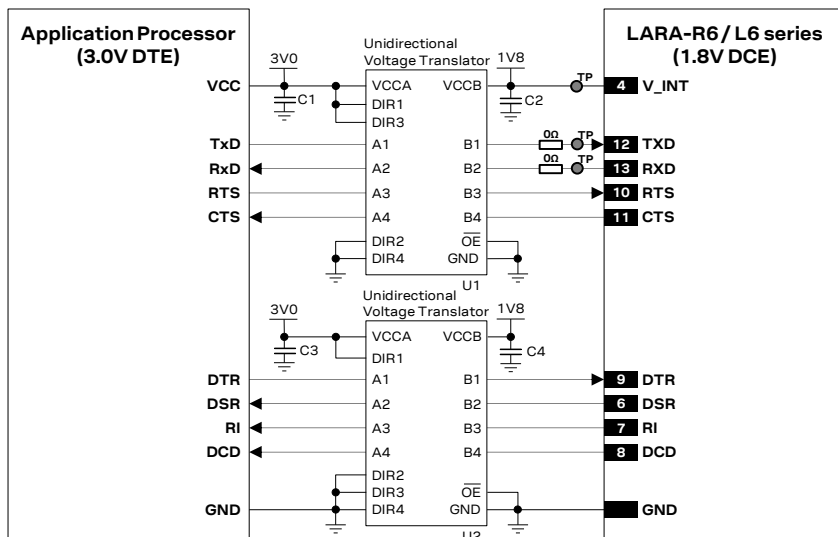 Application Processor
(3.0V DTE)
LARA-R6 / L6 series
(1.8V DCE)
Unidirectional
Voltage Translator
3V0
1V8
VCC
C1
VCCA
VCCB
C2
TP
4
V_INT
DIR1
DIR3
TxD
A1
B1
0Ω
TP
12
TXD
RxD
A2
B2
0Ω
TP
13
RXD
RTS
A3
B3
10
RTS
CTS
A4
B4
11
CTS
DIR2
OE
DIR4
GND
U1
Unidirectional
Voltage Translator
3V0
1V8
VCCA
VCCB
C3
C4
DIR1
DTR
A1
B1
9
DTR
DSR
A2
B2
6
DSR
RI
A3
B3
7
RI
DCD
A4
B4
8
DCD
DIR2
DIR3
OE
GND
DIR4
GND
GND
U2